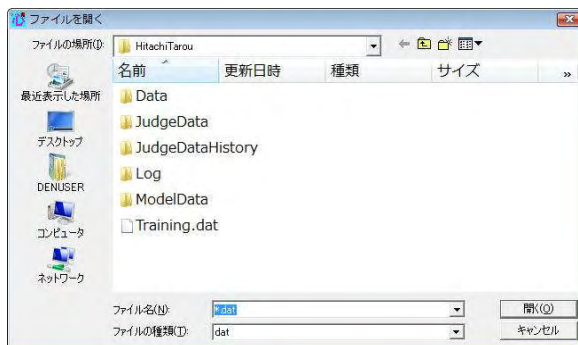 ファイルを開く
ファイルの場所(I):
HitachiTarou
名前
更新日時
種類
サイズ
»
最近表示した場所
デスクトップ
DENUSER
コンピュータ
ネットワーク
Data
JudgeData
JudgeDataHistory
Log
ModelData
Training.dat
ファイル名(N):
*.dat
開く(O)
ファイルの種類(T):
dat
キャンセル